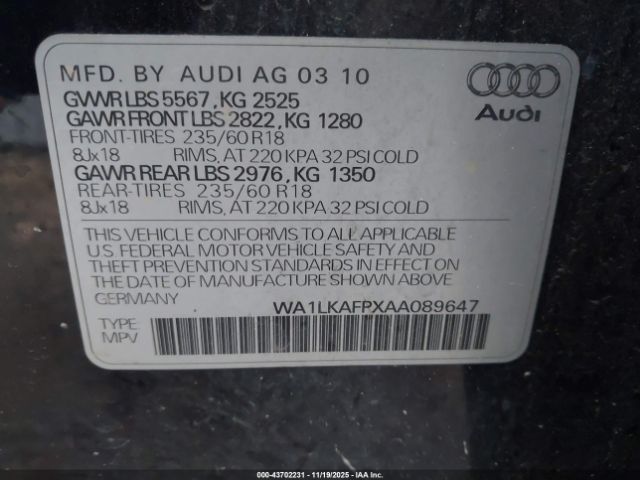 MFD. BY AUDI AG 03 10
GVWR LBS 5567, KG 2525
GAWR FRONT LBS 2822, KG 1280
FRONT-TIRES 235/60 R18
8Jx18 RIMS, AT 220 KPA 32 PSI COLD
GAWR REAR LBS 2976, KG 1350
REAR-TIRES 235/60 R18
8Jx18 RIMS, AT 220 KPA 32 PSI COLD
Audi
THIS VEHICLE CONFORMS TO ALL APPLICABLE
U.S. FEDERAL MOTOR VEHICLE SAFETY AND
THEFT PREVENTION STANDARDS IN EFFECT ON
THE DATE OF MANUFACTURE SHOWN ABOVE.
GERMANY
WA1LKAFPXAA089647
TYPE:
MPV
000-43702231 - 11/19/2025 - IAA Inc.